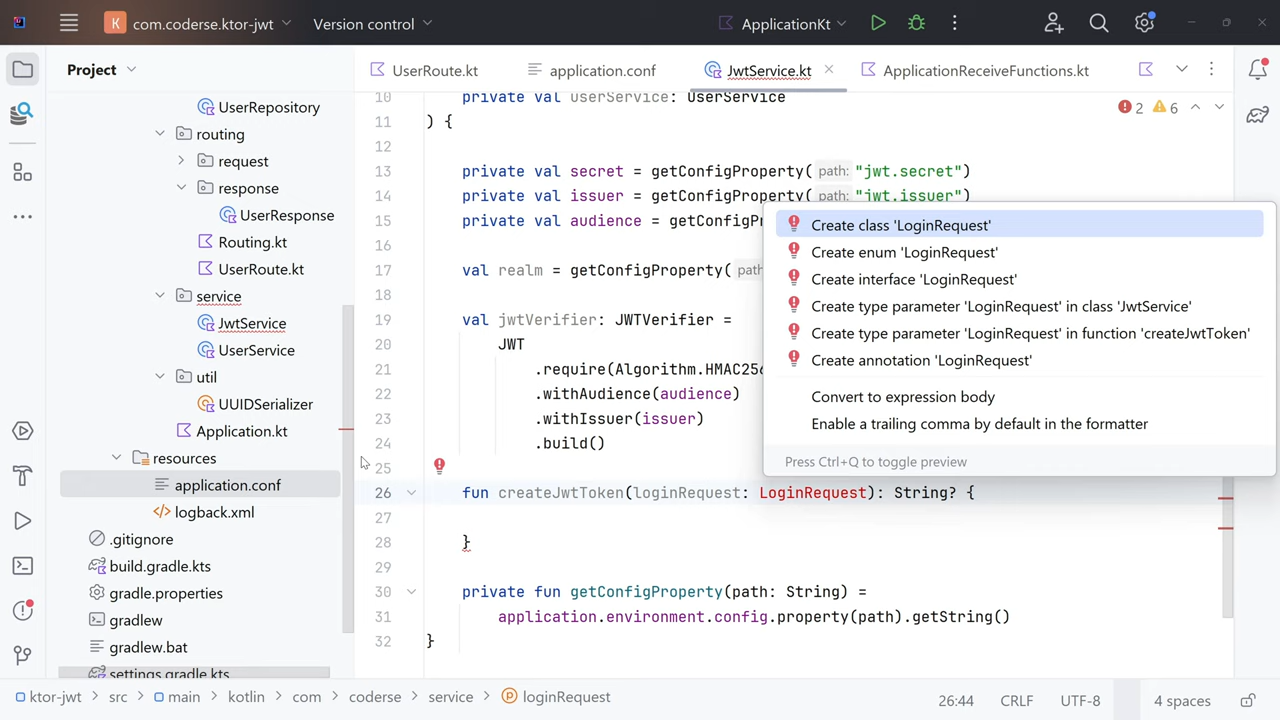 K com.coderse.ktor-jwt Version control ApplicationKt
Project UserRoute.kt application.conf JwtService.kt ApplicationReceiveFunctions.kt
UserRepository
routing
request
response
UserResponse
Routing.kt
UserRoute.kt
service
JwtService
UserService
util
UUIDSerializer
Application.kt
resources
application.conf
logback.xml
.gitignore
build.gradle.kts
gradle.properties
gradlew
gradlew.bat
settings.gradle.kts
2 6
10 private val userService: UserService
11 ) {
12
13 private val secret = getConfigProperty( path: "jwt.secret")
14 private val issuer = getConfigProperty( path: "jwt.issuer")
15 private val audience = getConfigP
16
17 val realm = getConfigProperty( path
18
19 val jwtVerifier: JWTVerifier =
20 JWT
21 .require(Algorithm.HMAC256
22 .withAudience(audience)
23 .withIssuer(issuer)
24 .build()
25
26 fun createJwtToken(loginRequest: LoginRequest): String? {
27
28 }
29
30 private fun getConfigProperty(path: String) =
31 application.environment.config.property(path).getString()
32 }
Create class 'LoginRequest'
Create enum 'LoginRequest'
Create interface 'LoginRequest'
Create type parameter 'LoginRequest' in class 'JwtService'
Create type parameter 'LoginRequest' in function 'createJwtToken'
Create annotation 'LoginRequest'
Convert to expression body
Enable a trailing comma by default in the formatter
Press Ctrl+Q to toggle preview
ktor-jwt > src > main > kotlin > com > coderse > service > loginRequest 26:44 CRLF UTF-8 4 spaces